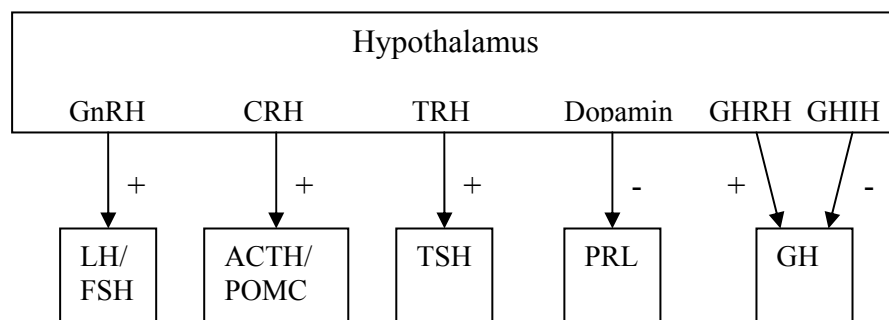 Hypothalamus
GnRH CRH TRH Dopamin GHRH GHIH
+ + + - + -
LH/ ACTH/ TSH PRL GH
FSH POMC